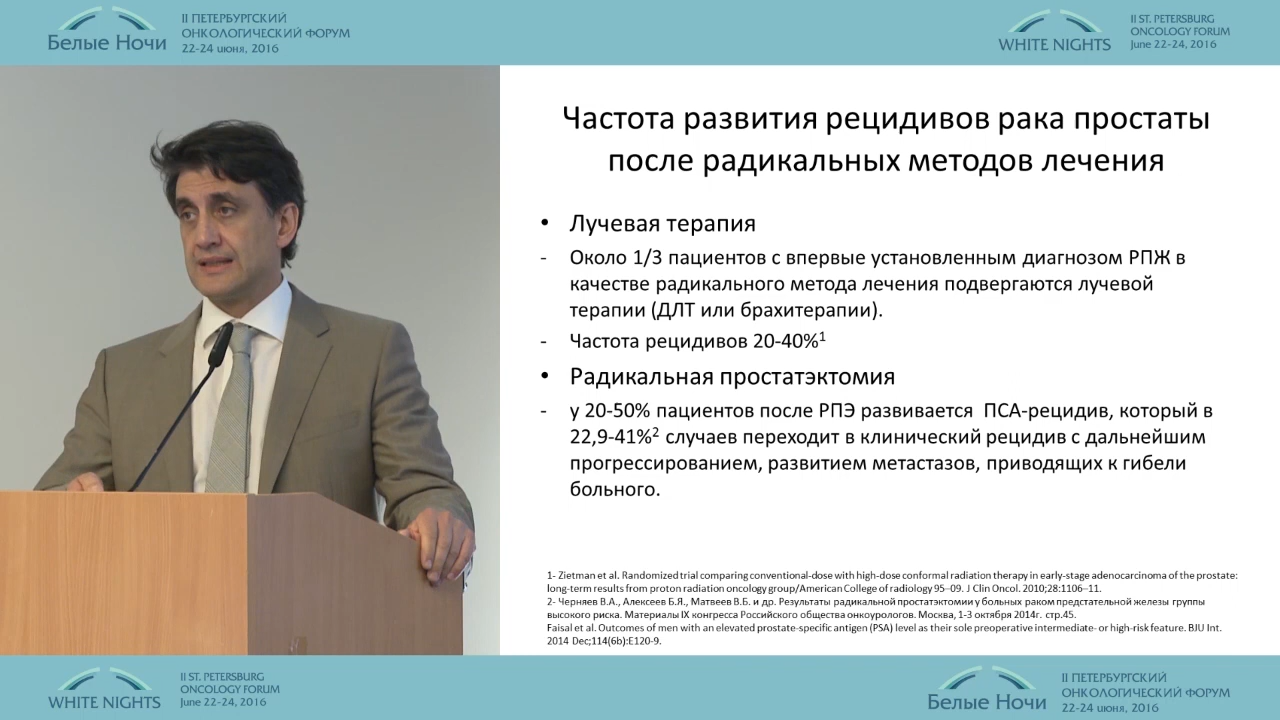 Белые Ночи
II ПЕТЕРБУРГСКИЙ
ОНКОЛОГИЧЕСКИЙ ФОРУМ
22-24 июня, 2016
WHITE NIGHTS
II ST. PETERSBURG
ONCOLOGY FORUM
June 22-24, 2016
Частота развития рецидивов рака простаты
после радикальных методов лечения
• Лучевая терапия
- Около 1/3 пациентов с впервые установленным диагнозом РПЖ в
качестве радикального метода лечения подвергаются лучевой
терапии (ДЛТ или брахитерапии).
- Частота рецидивов 20-40%¹
• Радикальная простатэктомия
- у 20-50% пациентов после РПЭ развивается ПСА-рецидив, который в
22,9-41%² случаев переходит в клинический рецидив с дальнейшим
прогрессированием, развитием метастазов, приводящих к гибели
больного.
1- Zietman et al. Randomized trial comparing conventional-dose with high-dose conformal radiation therapy in early-stage adenocarcinoma of the prostate:
long-term results from proton radiation oncology group/American College of radiology 95–09. J Clin Oncol. 2010;28:1106–11.
2- Черняев В.А., Алексеев Б.Я., Матвеев В.Б. и др. Результаты радикальной простатэктомии у больных раком предстательной железы группы
высокого риска. Материалы IX конгресса Российского общества онкоурологов. Москва, 1-3 октября 2014г. стр.45.
Faisal et al. Outcomes of men with an elevated prostate-specific antigen (PSA) level as their sole preoperative intermediate- or high-risk feature. BJU Int.
2014 Dec;114(6b):E120-9.
WHITE NIGHTS
II ST. PETERSBURG
ONCOLOGY FORUM
June 22-24, 2016
Белые Ночи
II ПЕТЕРБУРГСКИЙ
ОНКОЛОГИЧЕСКИЙ ФОРУМ
22-24 июня, 2016